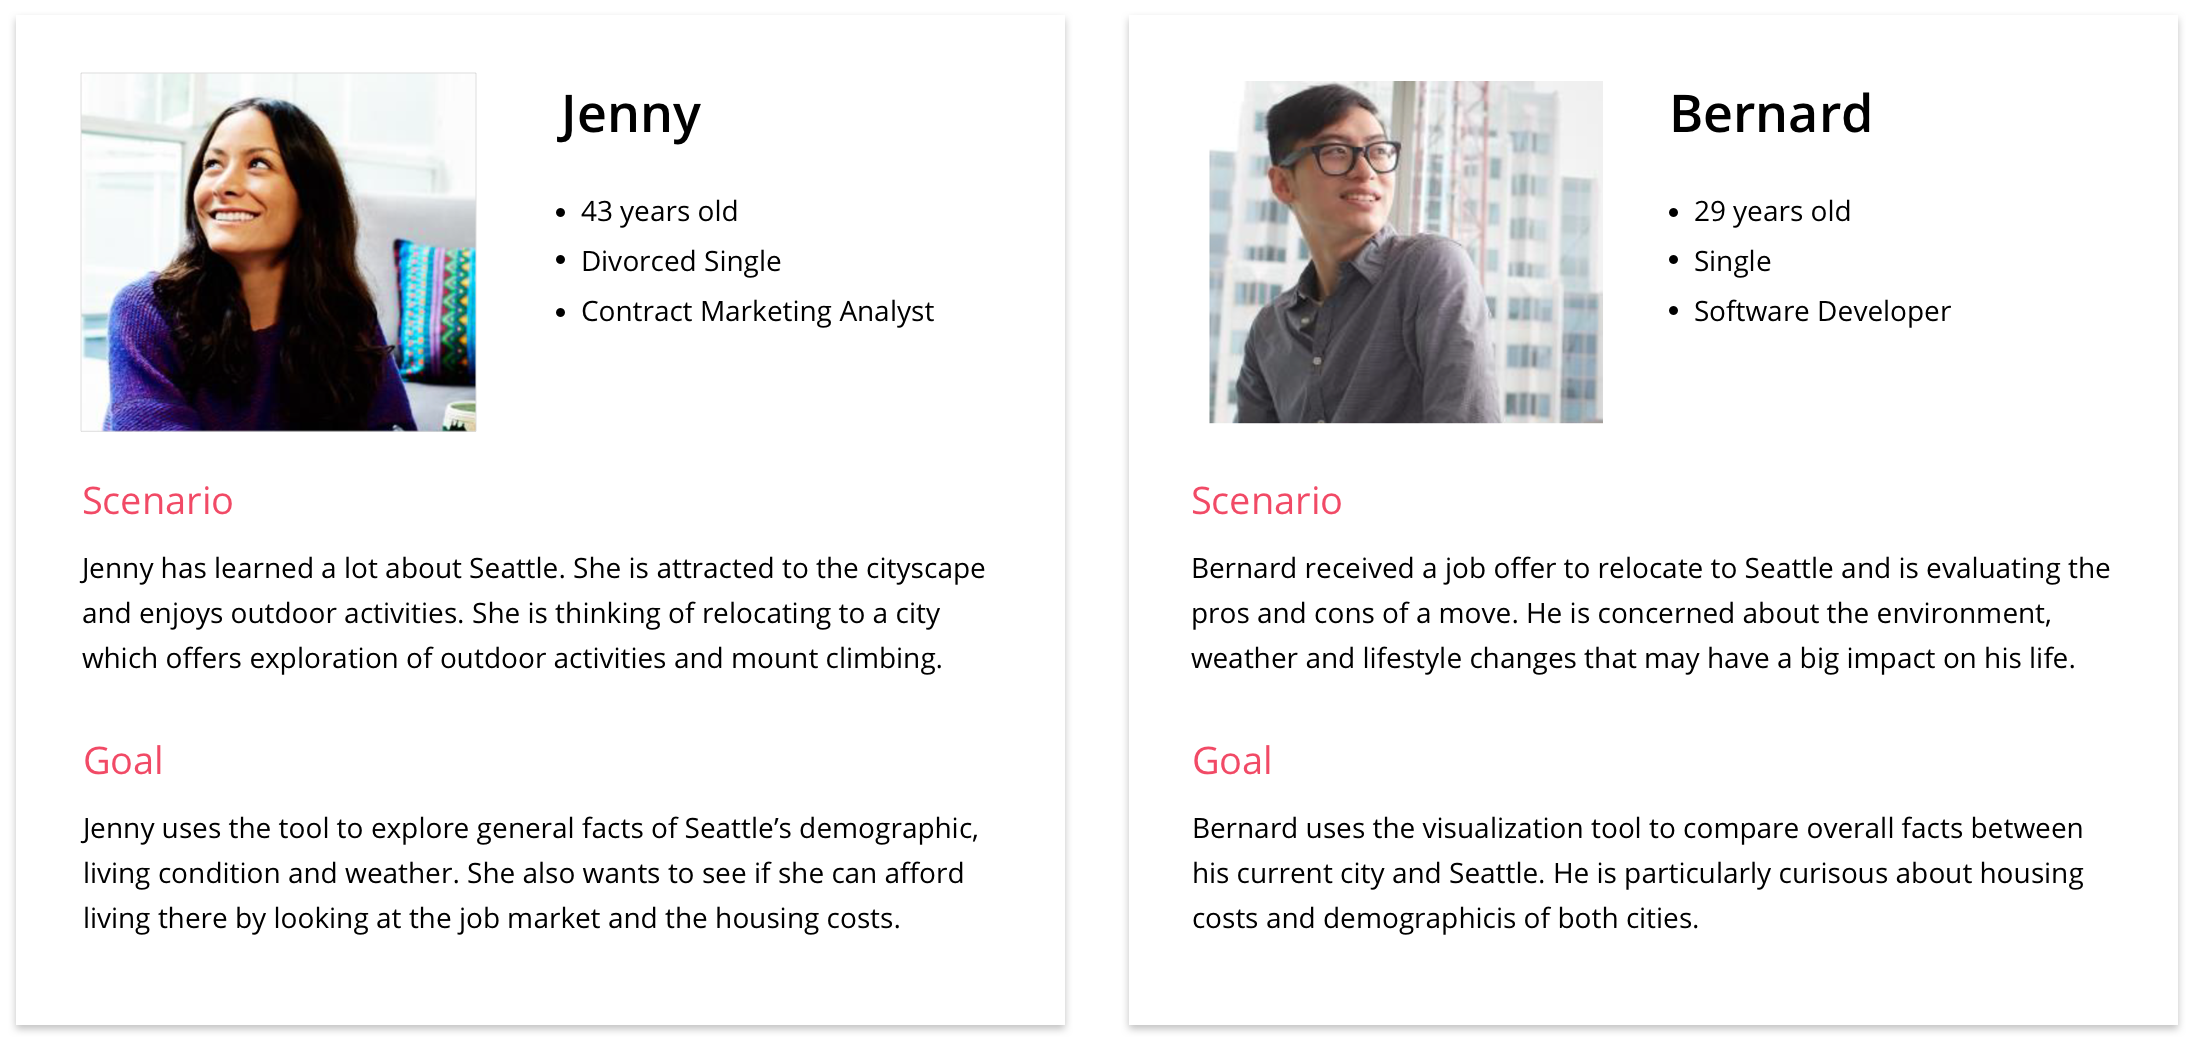 Jenny
• 43 years old
• Divorced Single
• Contract Marketing Analyst
Scenario
Jenny has learned a lot about Seattle. She is attracted to the cityscape
and enjoys outdoor activities. She is thinking of relocating to a city
which offers exploration of outdoor activities and mount climbing.
Goal
Jenny uses the tool to explore general facts of Seattle’s demographic,
living condition and weather. She also wants to see if she can afford
living there by looking at the job market and the housing costs.
Bernard
• 29 years old
• Single
• Software Developer
Scenario
Bernard received a job offer to relocate to Seattle and is evaluating the
pros and cons of a move. He is concerned about the environment,
weather and lifestyle changes that may have a big impact on his life.
Goal
Bernard uses the visualization tool to compare overall facts between
his current city and Seattle. He is particularly curisous about housing
costs and demographicis of both cities.